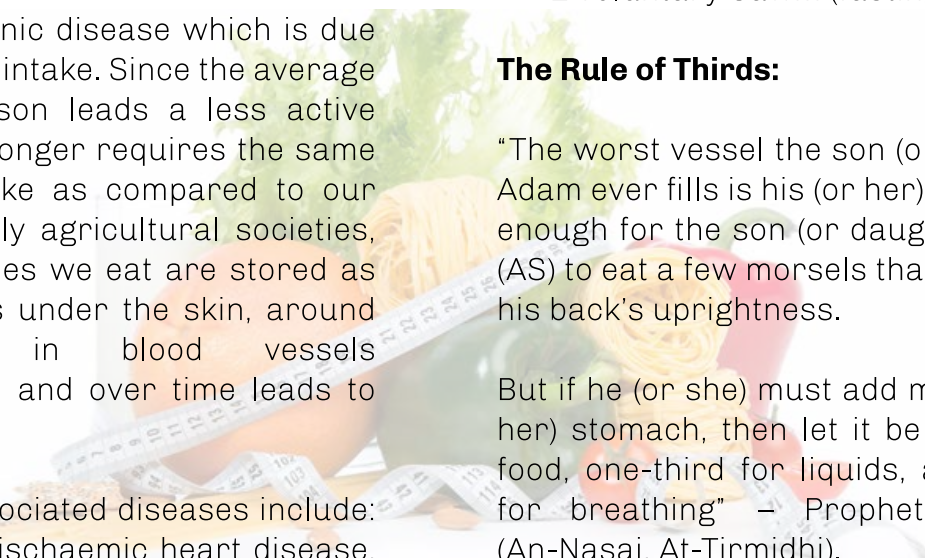 nic disease which is due
intake. Since the average
son leads a less active
onger requires the same
ke as compared to our
ly agricultural societies,
es we eat are stored as
s under the skin, around
in blood vessels
and over time leads to
ociated diseases include:
ischaemic heart disease,
The Rule of Thirds:
“The worst vessel the son (o
Adam ever fills is his (or her)
enough for the son (or daug
(AS) to eat a few morsels tha
his back’s uprightness.
But if he (or she) must add m
her) stomach, then let it be
food, one-third for liquids, a
for breathing” – Prophet
(An-Nasai, At-Tirmidhi).